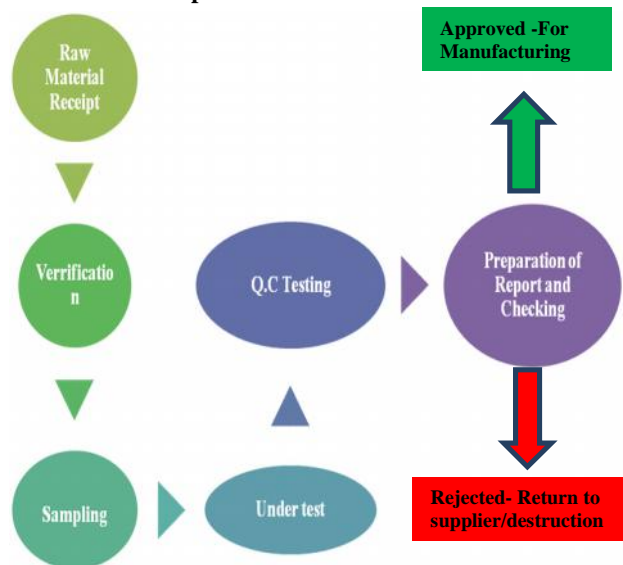 Raw
Material
Receipt
Verrificatio
n
Sampling
Under test
Q.C Testing
Preparation of
Report and
Checking
Approved -For
Manufacturing
Rejected- Return to
supplier/destruction